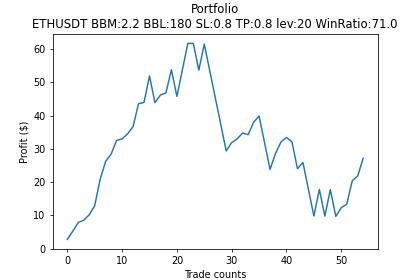 Portfolio
ETHUSDT BBM:2.2 BBL:180 SL:0.8 TP:0.8 lev:20 WinRatio:71.0
60
50
40
30
20
10
0
Profit ($)
0 10 20 30 40 50
Trade counts